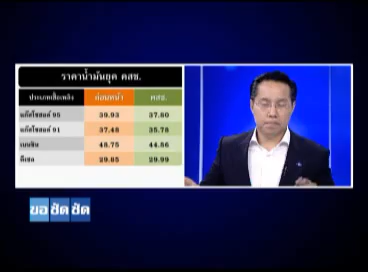 ราคาน้ำมันยุค คสช.
ประเภทเชื้อเพลิง ก่อนหน้า คสช.
แก๊สโซฮอล์ 95 39.93 37.80
แก๊สโซฮอล์ 91 37.48 35.78
เบนซิน 48.75 44.86
ดีเซล 29.85 29.99
ขอ ชัด ชัด